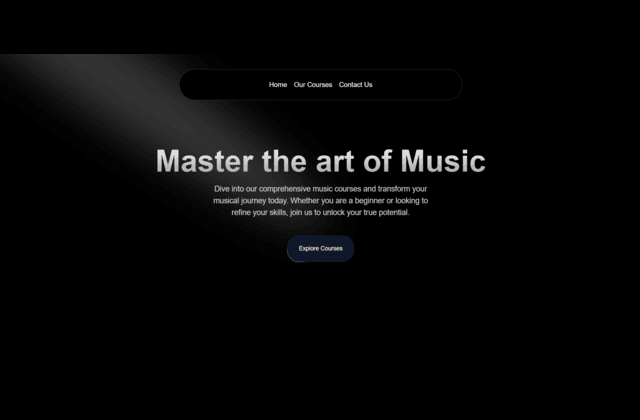 Home Our Courses Contact Us
Master the art of Music
Dive into our comprehensive music courses and transform your
musical journey today. Whether you are a beginner or looking to
refine your skills, join us to unlock your true potential.
Explore Courses